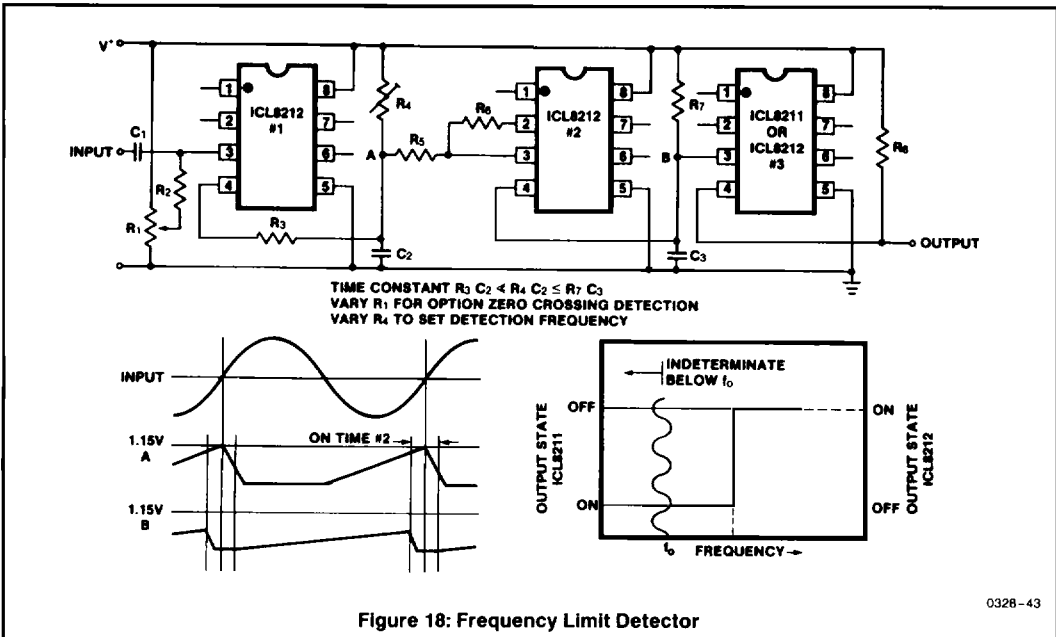 V+
C1
INPUT
R2
R1
1
2
3
4
8
7
6
5
ICL8212
#1
R3
R4
A
R5
R6
C2
1
2
3
4
8
7
6
5
ICL8212
#2
R7
B
C3
1
2
3
4
8
7
6
5
ICL8211
OR
ICL8212
#3
R8
OUTPUT
TIME CONSTANT R3 C2 < R4 C2 ≤ R7 C3
VARY R1 FOR OPTION ZERO CROSSING DETECTION
VARY R4 TO SET DETECTION FREQUENCY
INPUT
1.15V
A
ON TIME #2
1.15V
B
INDETERMINATE
BELOW fo
OFF
ON
OUTPUT STATE
ICL8211
ON
OFF
OUTPUT STATE
ICL8212
fo
FREQUENCY→
0328-43
Figure 18: Frequency Limit Detector